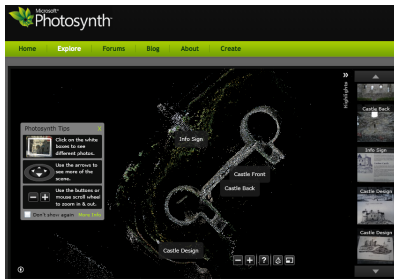 Microsoft®
Photosynth™
Home
Explore
Forums
Blog
About
Create
Photosynth Tips
X
Click on the white
boxes to see
different photos.
Use the arrows to
see more of the
scene.
Use the buttons or
mouse scroll wheel
to zoom in & out.
Don't show again
More Info
Info Sign
Castle Front
Castle Back
Castle Design
»
Highlights
Castle Back
Info Sign
Castle Design
Castle Design
?